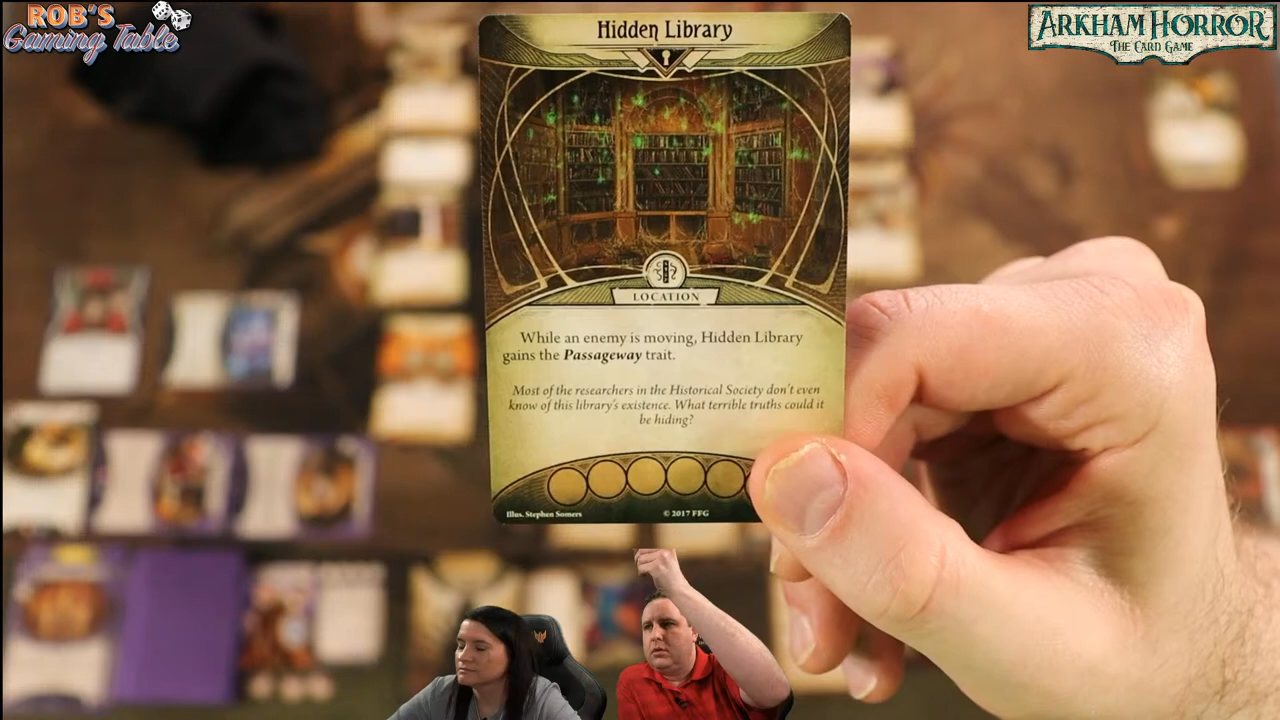 ROB'S
Gaming Table
ARKHAM HORROR
THE CARD GAME
Hidden Library
LOCATION
While an enemy is moving, Hidden Library
gains the Passageway trait.
Most of the researchers in the Historical Society don't even
know of this library's existence. What terrible truths could it
be hiding?
Illus. Stephen Somers
© 2017 FFG